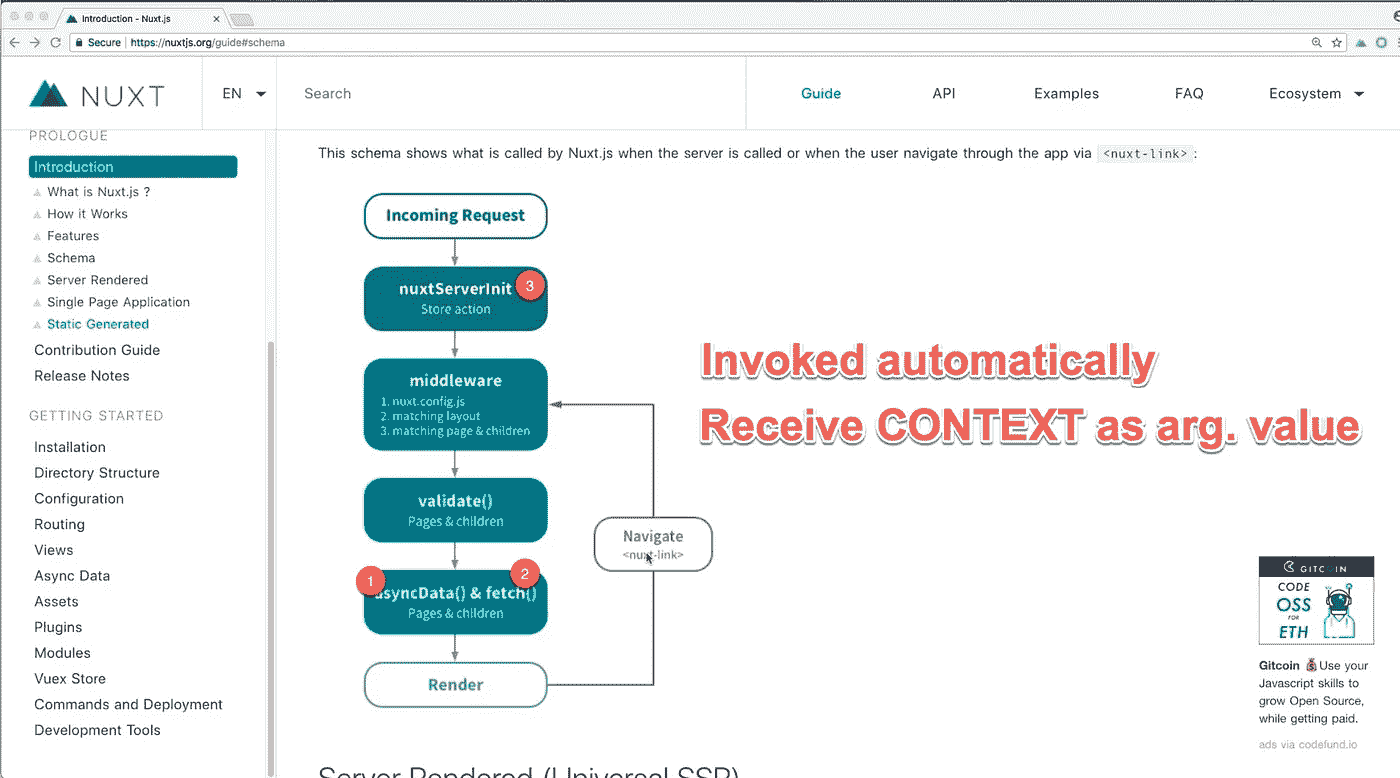 Introduction - Nuxt.js
Secure https://nuxtjs.org/guide#schema
NUXT
EN
Search
Guide
API
Examples
FAQ
Ecosystem
PROLOGUE
Introduction
What is Nuxt.js ?
How it Works
Features
Schema
Server Rendered
Single Page Application
Static Generated
Contribution Guide
Release Notes
GETTING STARTED
Installation
Directory Structure
Configuration
Routing
Views
Async Data
Assets
Plugins
Modules
Vuex Store
Commands and Deployment
Development Tools
This schema shows what is called by Nuxt.js when the server is called or when the user navigate through the app via <nuxt-link> :
Incoming Request
nuxtServerInit
3
Store action
middleware
1. nuxt.config.js
2. matching layout
3. matching page & children
validate()
Pages & children
1
2
asyncData() & fetch()
Pages & children
Render
Navigate
<nuxt-link>
Invoked automatically
Receive CONTEXT as arg. value
GITCOIN
CODE
OSS
FOR
ETH
Gitcoin 💰Use your
Javascript skills to
grow Open Source,
while getting paid.
ads via codefund.io
Server Rendered (Universal SSR)